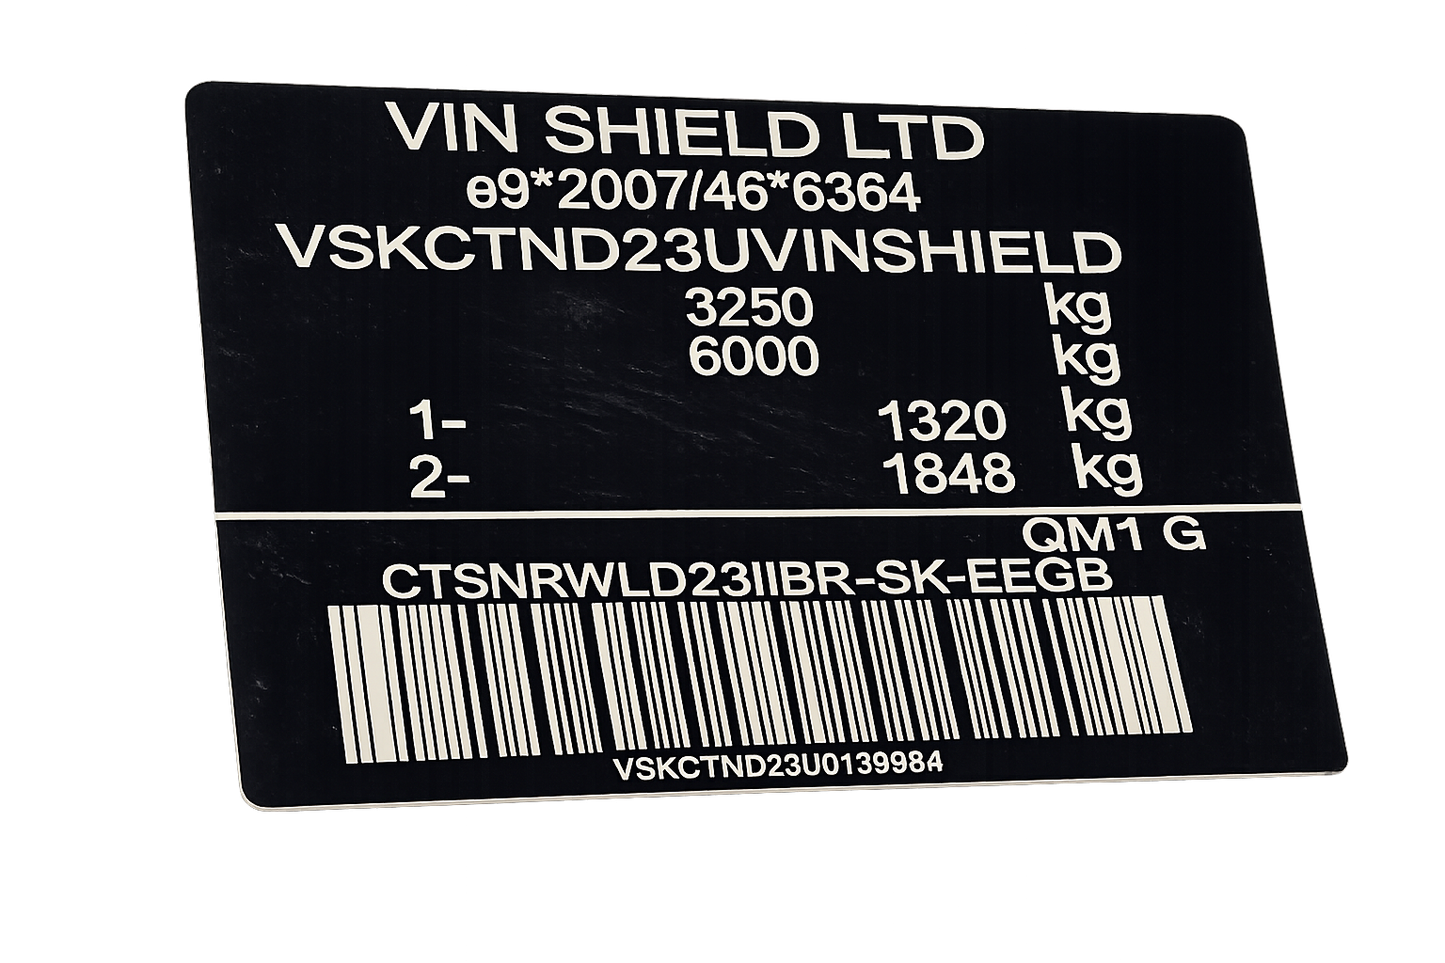 VIN SHIELD LTD
e9*2007/46*6364
VSKCTND23UVINSHIELD
3250 kg
6000 kg
1- 1320 kg
2- 1848 kg
QM1 G
CTSNRWLD23IIBR-SK-EEGB
VSKCTND23U0139984